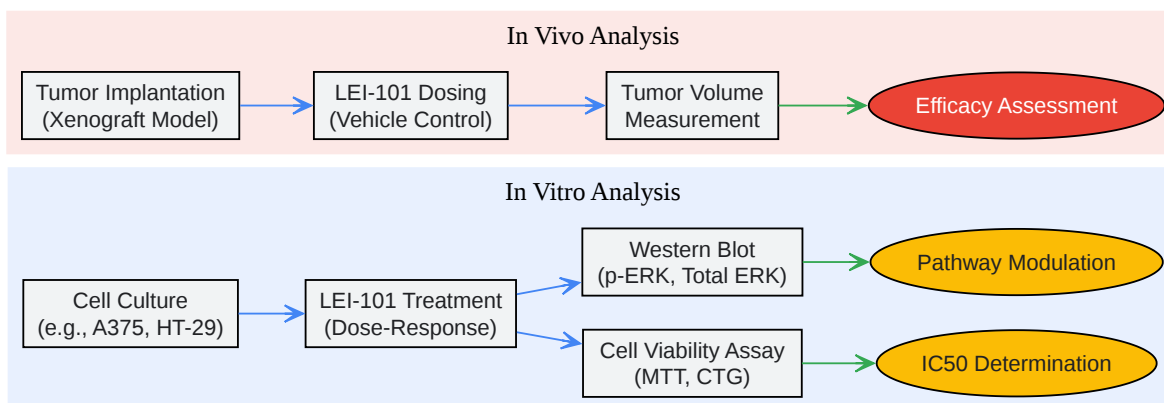 In Vivo Analysis
Tumor Implantation
(Xenograft Model)
LEI-101 Dosing
(Vehicle Control)
Tumor Volume
Measurement
Efficacy Assessment
In Vitro Analysis
Cell Culture
(e.g., A375, HT-29)
LEI-101 Treatment
(Dose-Response)
Western Blot
(p-ERK, Total ERK)
Pathway Modulation
Cell Viability Assay
(MTT, CTG)
IC50 Determination